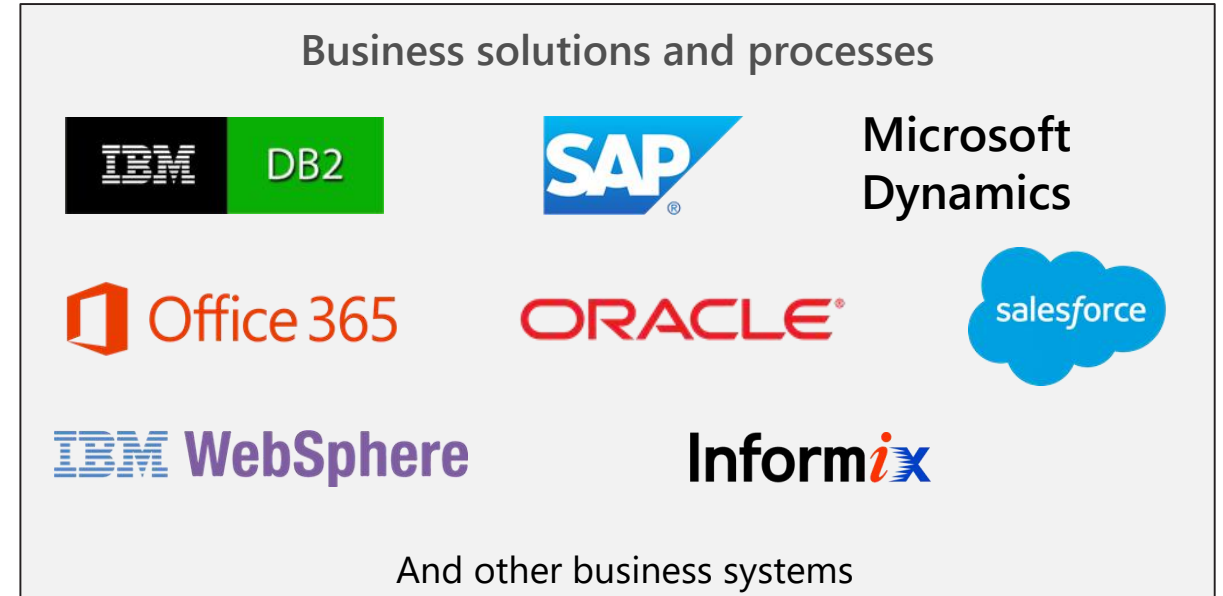 Business solutions and processes
IBM DB2
SAP®
Microsoft
Dynamics
Office 365
ORACLE®
salesforce
IBM WebSphere
Informix
And other business systems